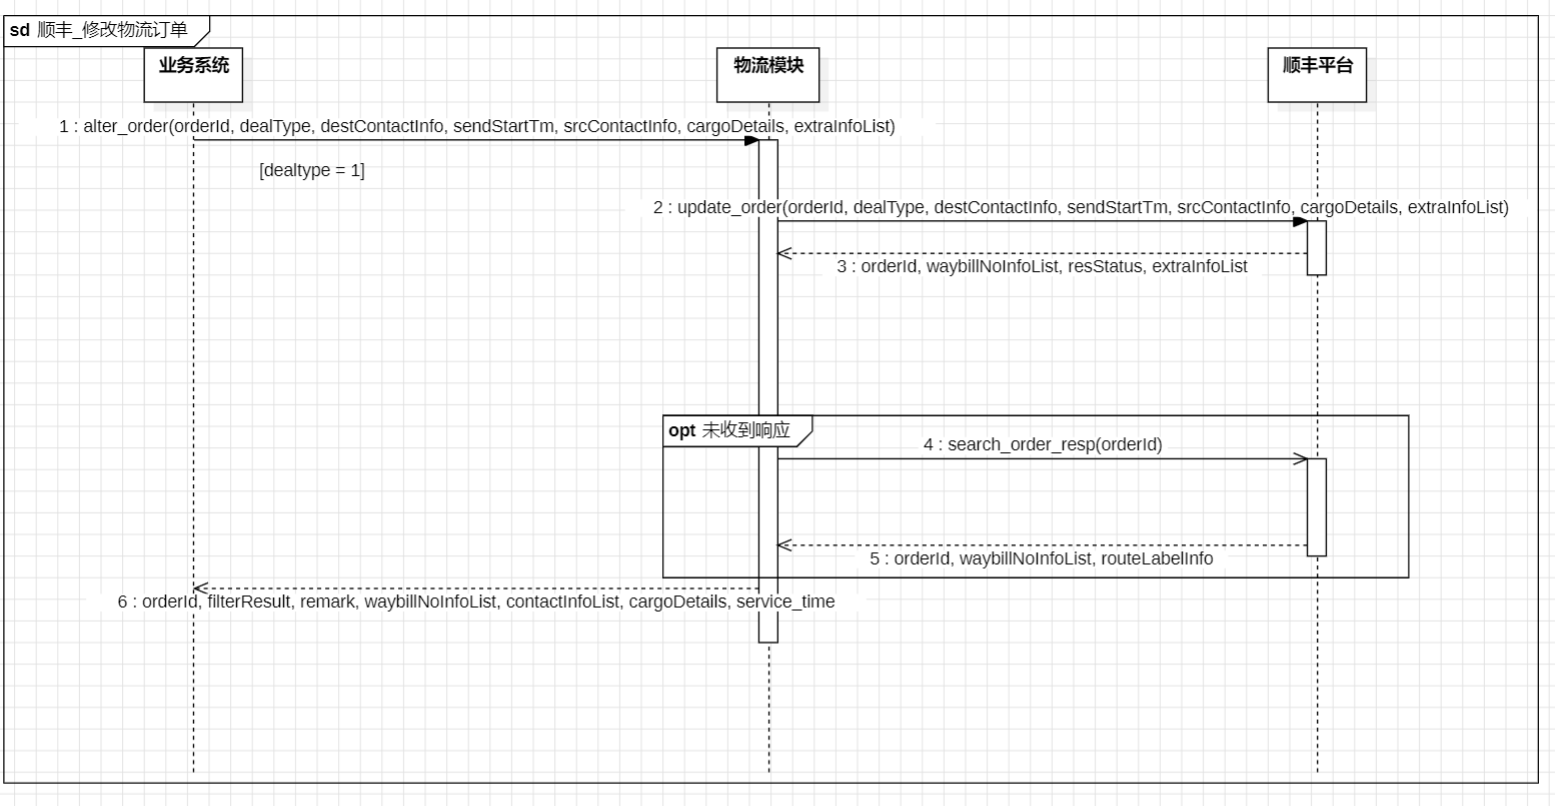 sd 顺丰_修改物流订单
业务系统
物流模块
顺丰平台
1 : alter_order(orderId, dealType, destContactInfo, sendStartTm, srcContactInfo, cargoDetails, extraInfoList)
[dealtype = 1]
2 : update_order(orderId, dealType, destContactInfo, sendStartTm, srcContactInfo, cargoDetails, extraInfoList)
3 : orderId, waybillNoInfoList, resStatus, extraInfoList
opt 未收到响应
4 : search_order_resp(orderId)
5 : orderId, waybillNoInfoList, routeLabelInfo
6 : orderId, filterResult, remark, waybillNoInfoList, contactInfoList, cargoDetails, service_time